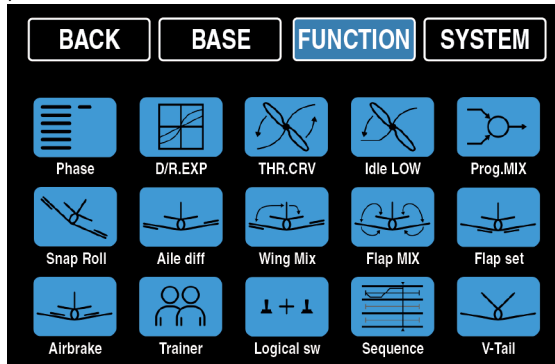 BACK BASE FUNCTION SYSTEM
Phase D/R.EXP THR.CRV Idle LOW Prog.MIX
Snap Roll Aile diff Wing Mix Flap MIX Flap set
Airbrake Trainer Logical sw Sequence V-Tail